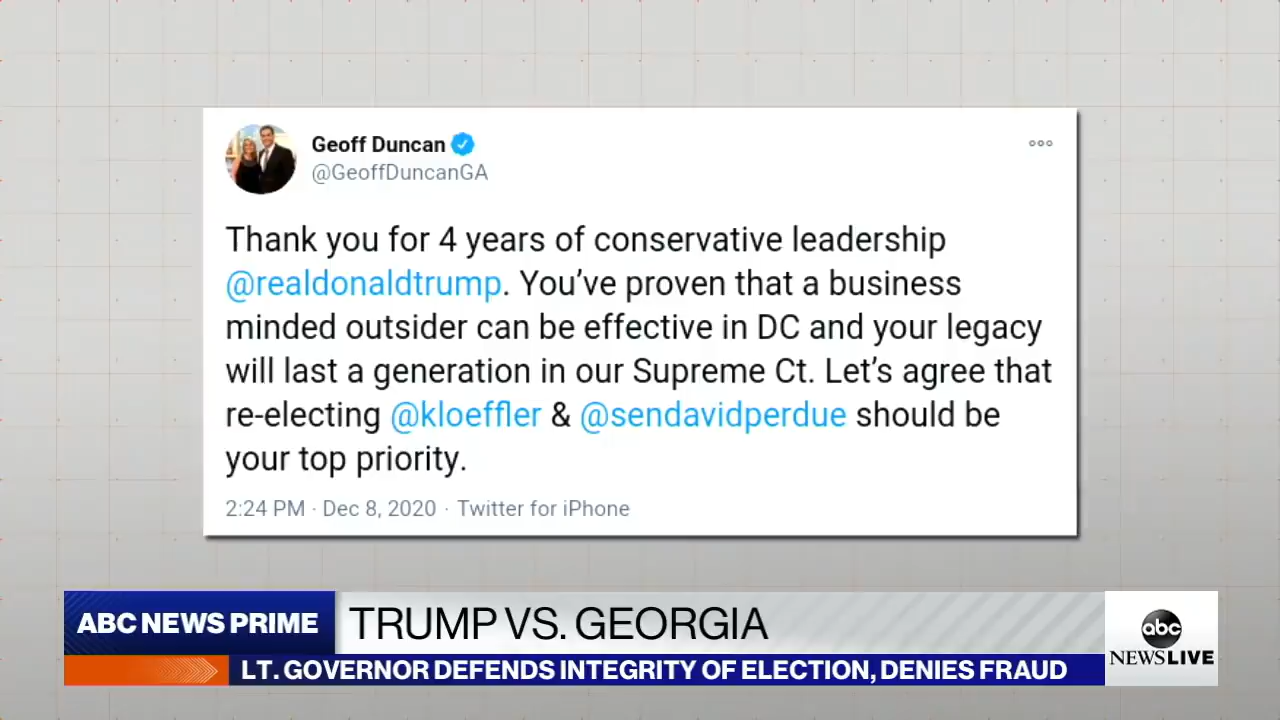 Geoff Duncan
@GeoffDuncanGA
Thank you for 4 years of conservative leadership
@realdonaldtrump. You’ve proven that a business
minded outsider can be effective in DC and your legacy
will last a generation in our Supreme Ct. Let’s agree that
re-electing @kloeffler & @sendavidperdue should be
your top priority.
2:24 PM · Dec 8, 2020 · Twitter for iPhone
ABC NEWS PRIME
TRUMP VS. GEORGIA
LT. GOVERNOR DEFENDS INTEGRITY OF ELECTION, DENIES FRAUD
abc
NEWSLIVE